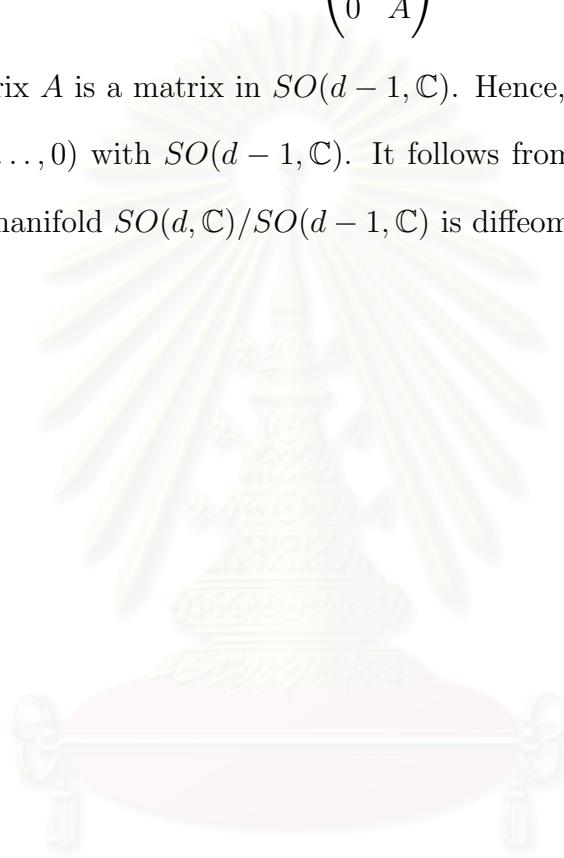 0 A
rix A is a matrix in SO(d − 1, ℂ). Hence,
. . , 0) with SO(d − 1, ℂ). It follows from
nanifold SO(d, ℂ)/SO(d − 1, ℂ) is diffeom